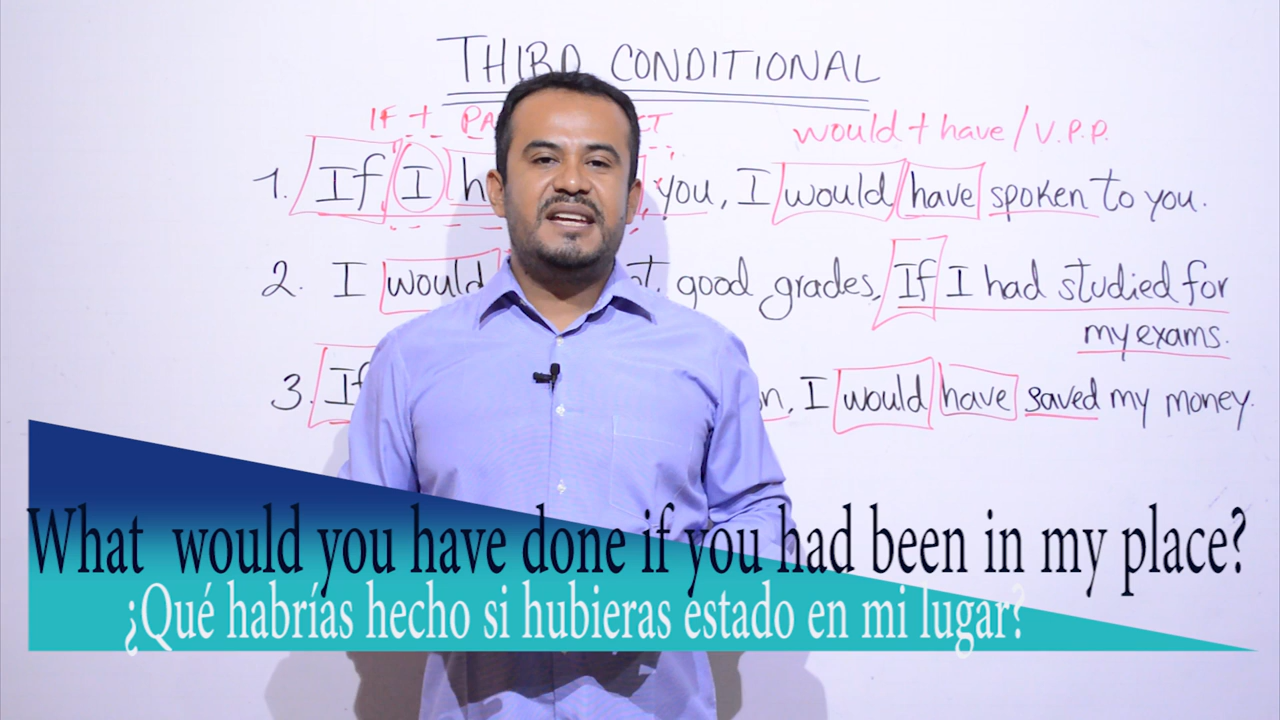 THIRD CONDITIONAL
IF +
would + have / V.P.P.
1. If I you, I would have spoken to you.
2. I would good grades, If I had studied for
my exams.
3. If I would have saved my money.
What would you have done if you had been in my place?
¿Qué habrías hecho si hubieras estado en mi lugar?